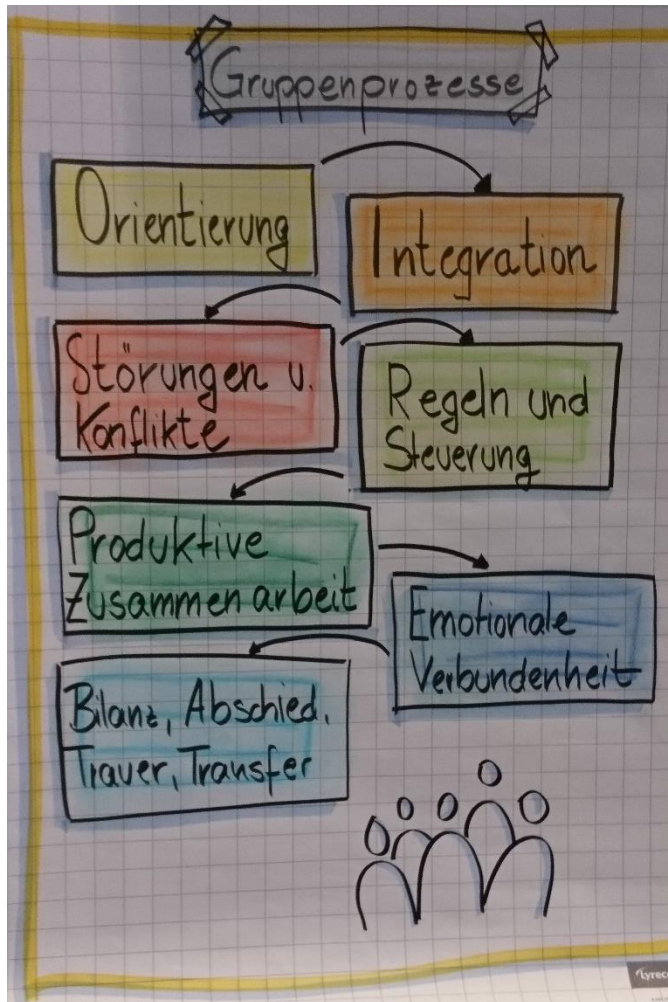 Gruppenprozesse
Orientierung
Integration
Störungen u.
Konflikte
Regeln und
Steuerung
Produktive
Zusammenarbeit
Emotionale
Verbundenheit
Bilanz, Abschied,
Trauer, Transfer